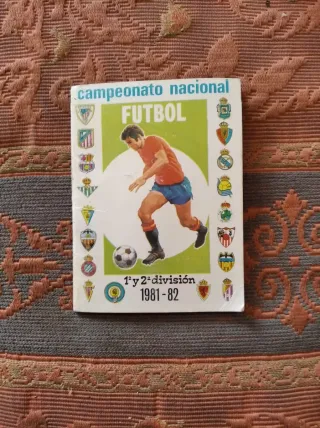 campeonato nacional
FUTBOL
1ª y 2ª división
1981-82